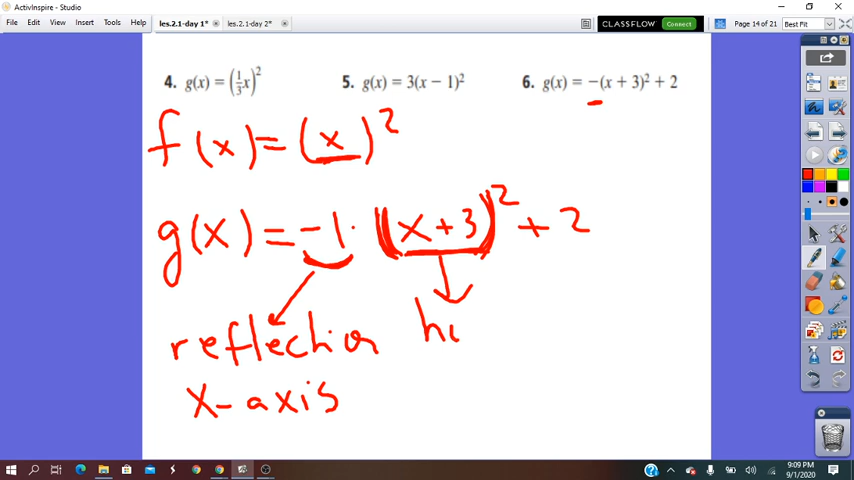 ActivInspire - Studio
File Edit View Insert Tools Help
les.2.1-day 1* les.2.1-day 2*
CLASSFLOW Connect
Page 14 of 21 Best Fit
4. g(x) = (1/3 x)² 5. g(x) = 3(x − 1)² 6. g(x) = −(x + 3)² + 2
f(x) = (x)²
g(x) = −1 · (x + 3)² + 2
reflection
x-axis
9:09 PM
9/1/2020